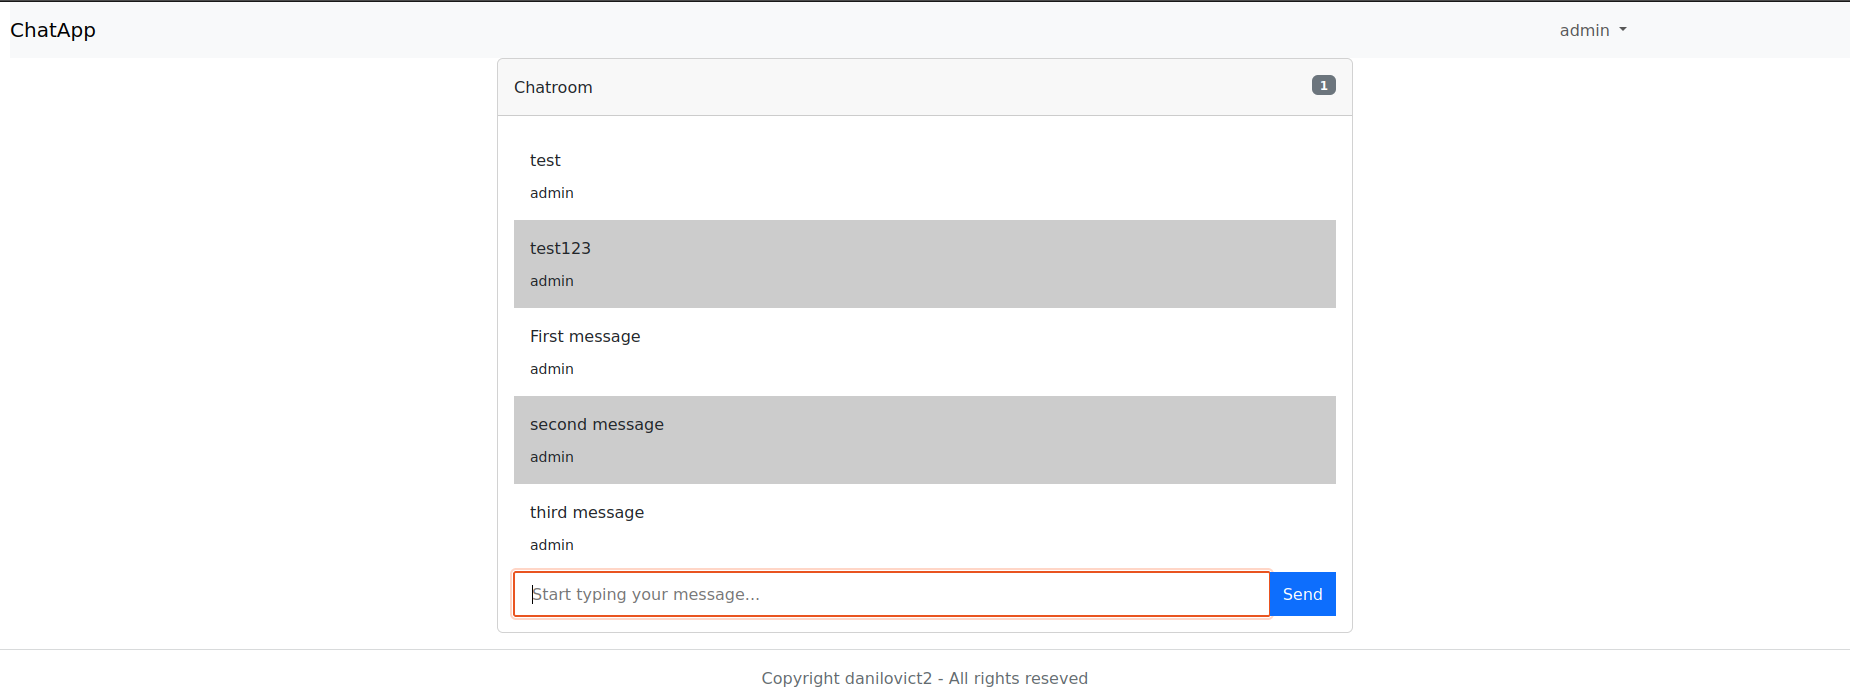 ChatApp
admin
Chatroom
1
test
admin
test123
admin
First message
admin
second message
admin
third message
admin
Start typing your message...
Send
Copyright danilovict2 - All rights reseved